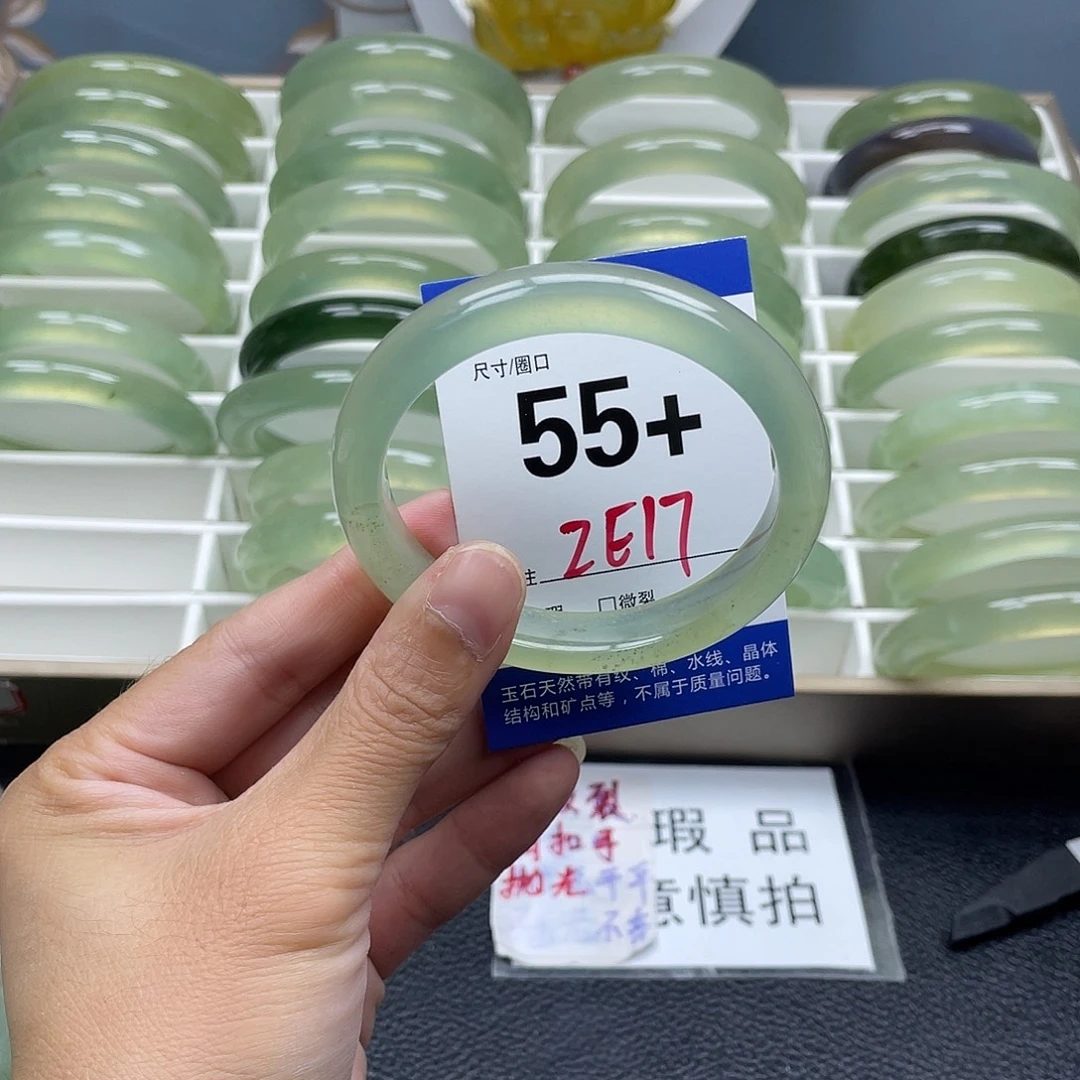 尺寸/圈口
55+
2E17
注
瑕 □微裂
玉石天然带有纹、棉、水线、晶体
结构和矿点等，不属于质量问题。
裂
扣手
抛光
瑕品
意慎拍